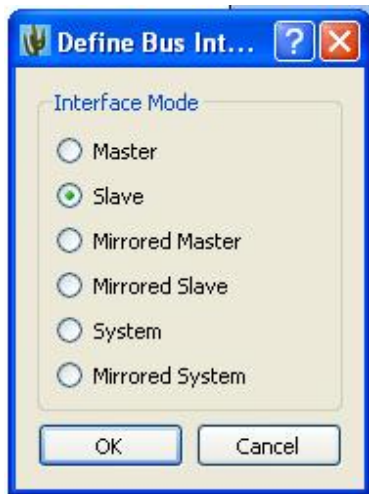 Define Bus Int...
Interface Mode
Master
Slave
Mirrored Master
Mirrored Slave
System
Mirrored System
OK Cancel